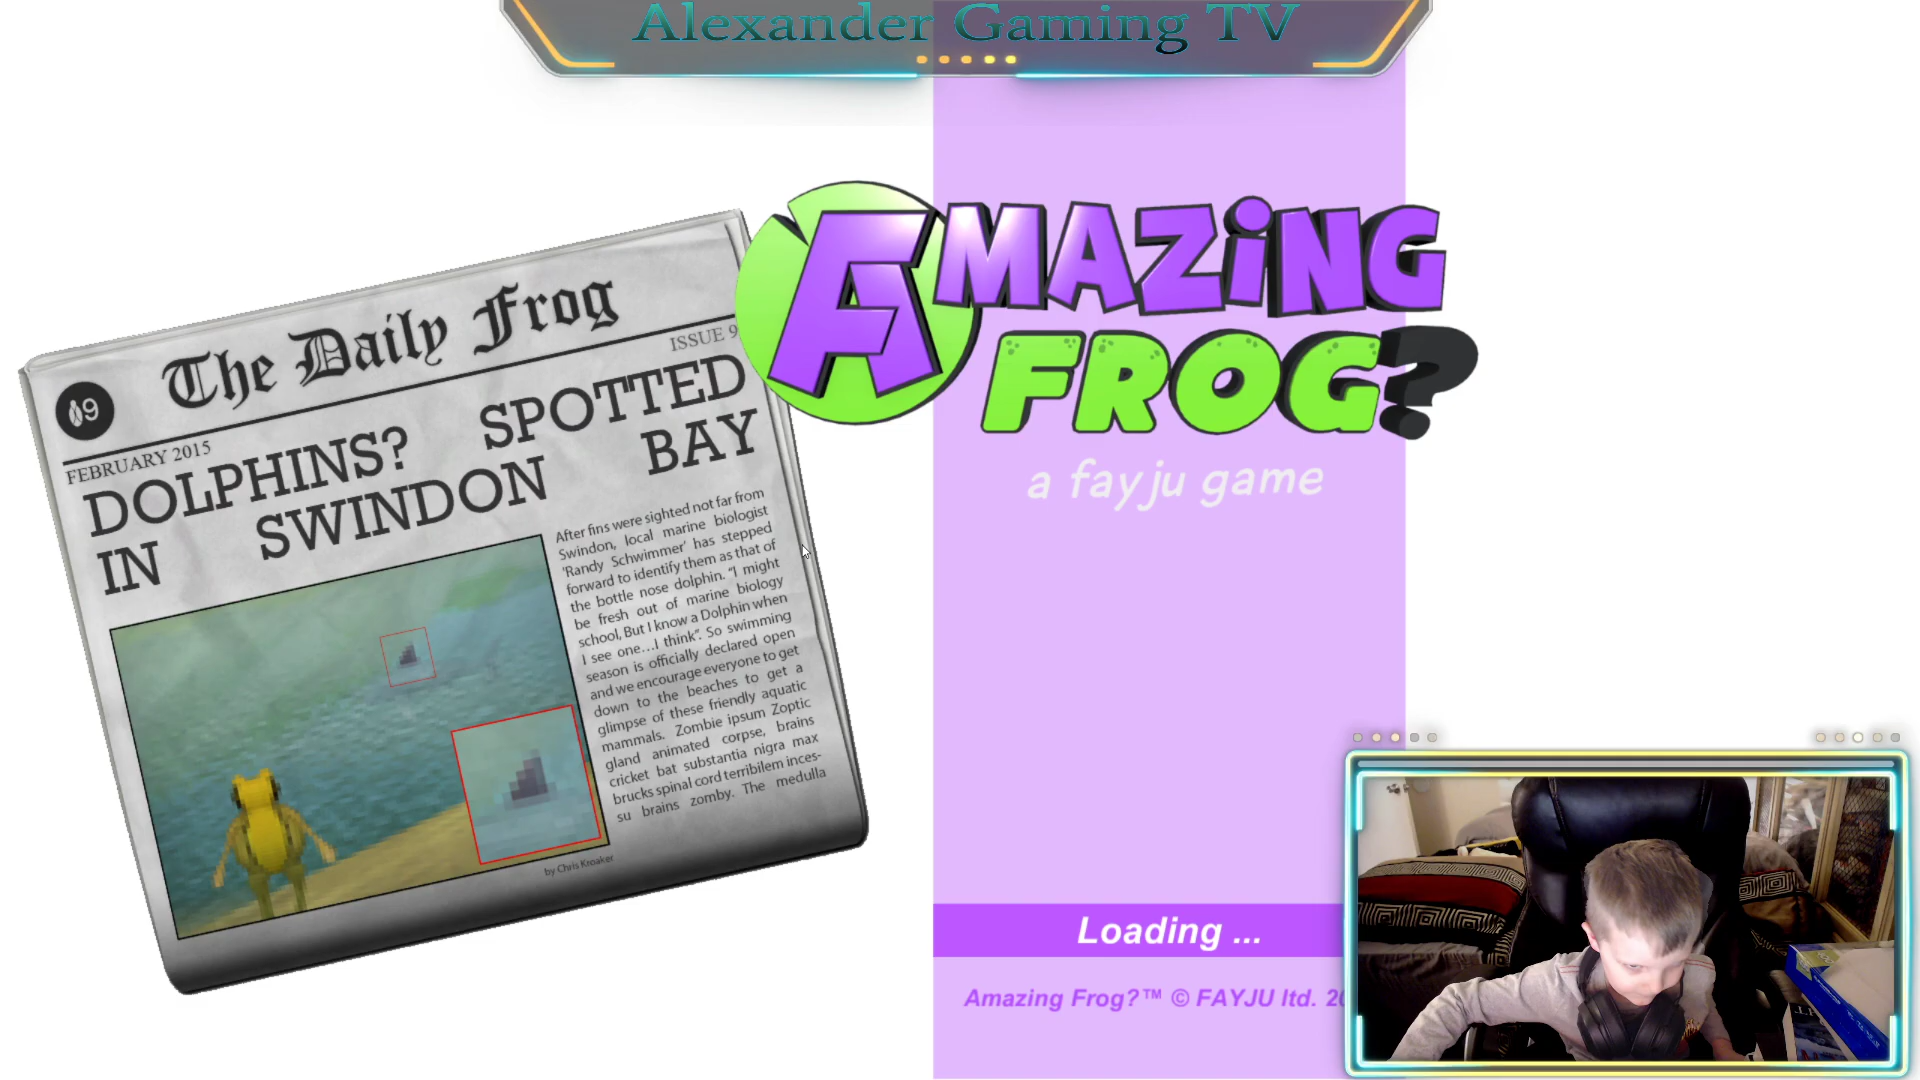 Alexander Gaming TV
The Daily Frog
ISSUE 9
09
FEBRUARY 2015
DOLPHINS? SPOTTED
IN SWINDON BAY
After fins were sighted not far from
Swindon, local marine biologist
'Randy Schwimmer' has stepped
forward to identify them as that of
the bottle nose dolphin. "I might
be fresh out of marine biology
school, But I know a Dolphin when
I see one...I think". So swimming
season is officially declared open
and we encourage everyone to get
down to the beaches to get a
glimpse of these friendly aquatic
mammals. Zombie ipsum Zoptic
gland animated corpse, brains
cricket bat substantia nigra max
brucks spinal cord terribilem inces-
su brains zomby. The medulla
by Chris Kroaker
AMAZING
FROG?
a fayju game
Loading ...
Amazing Frog?™ © FAYJU ltd. 20